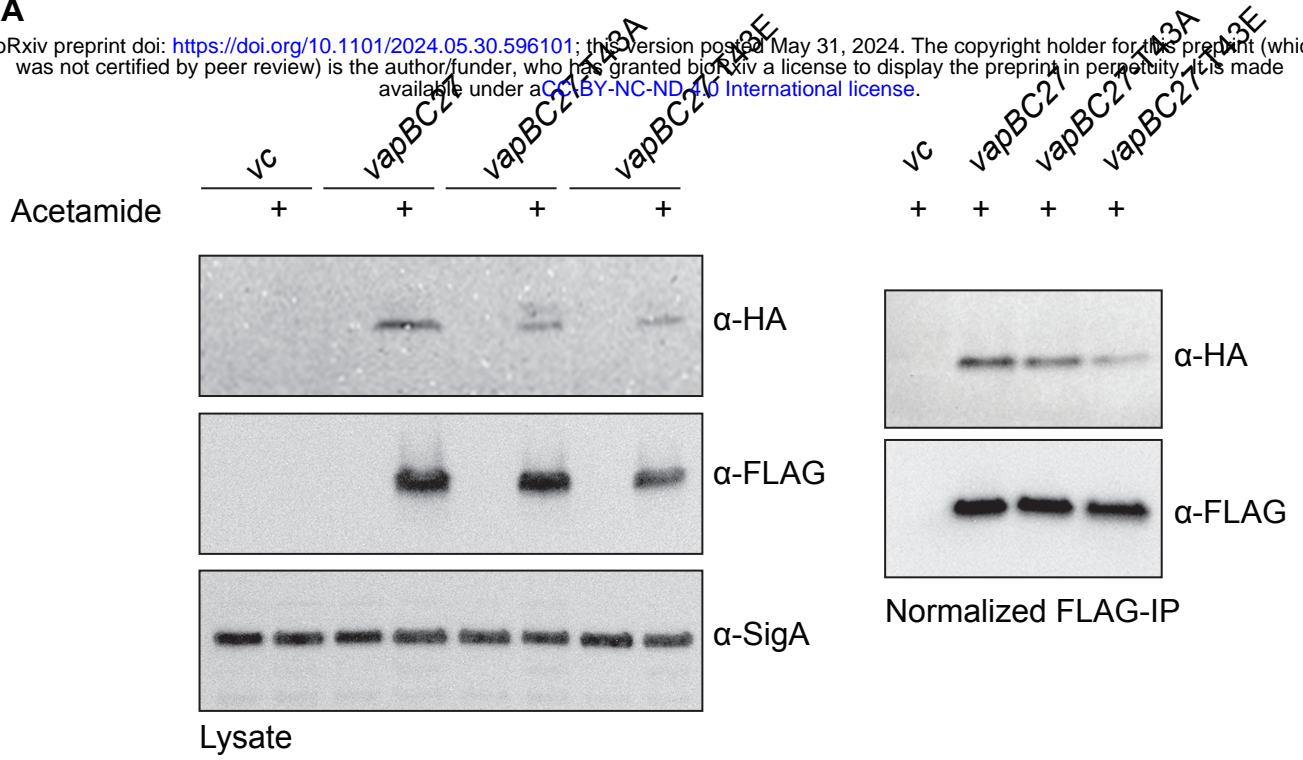 A
oRxiv preprint doi: https://doi.org/10.1101/2024.05.30.596101; this version posted May 31, 2024. The copyright holder for this preprint (whic
was not certified by peer review) is the author/funder, who has granted bioRxiv a license to display the preprint in perpetuity. It is made
available under aCC-BY-NC-ND 4.0 International license.
vc vapBC27 vapBC27-T43A vapBC27-T43E
vc vapBC27 vapBC27-T43A vapBC27-T43E
Acetamide + + + +
+ + + +
α-HA
α-FLAG
α-SigA
Lysate
α-HA
α-FLAG
Normalized FLAG-IP